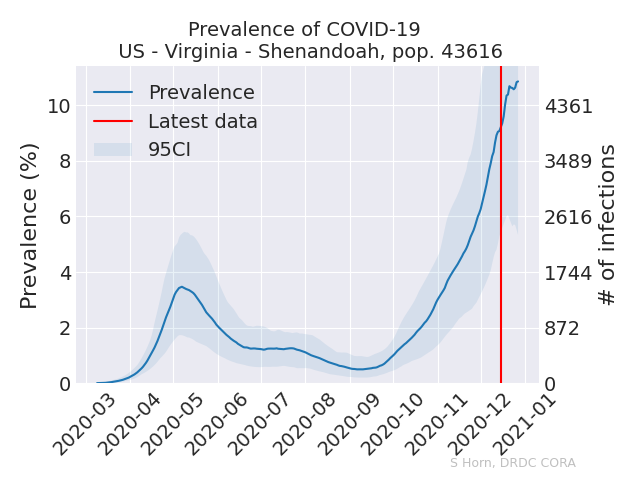 Prevalence of COVID-19
US - Virginia - Shenandoah, pop. 43616
Prevalence
Latest data
95CI
Prevalence (%)
10
8
6
4
2
0
4361
3489
2616
1744
872
0
# of infections
2020-03
2020-04
2020-05
2020-06
2020-07
2020-08
2020-09
2020-10
2020-11
2020-12
2021-01
S Horn, DRDC CORA